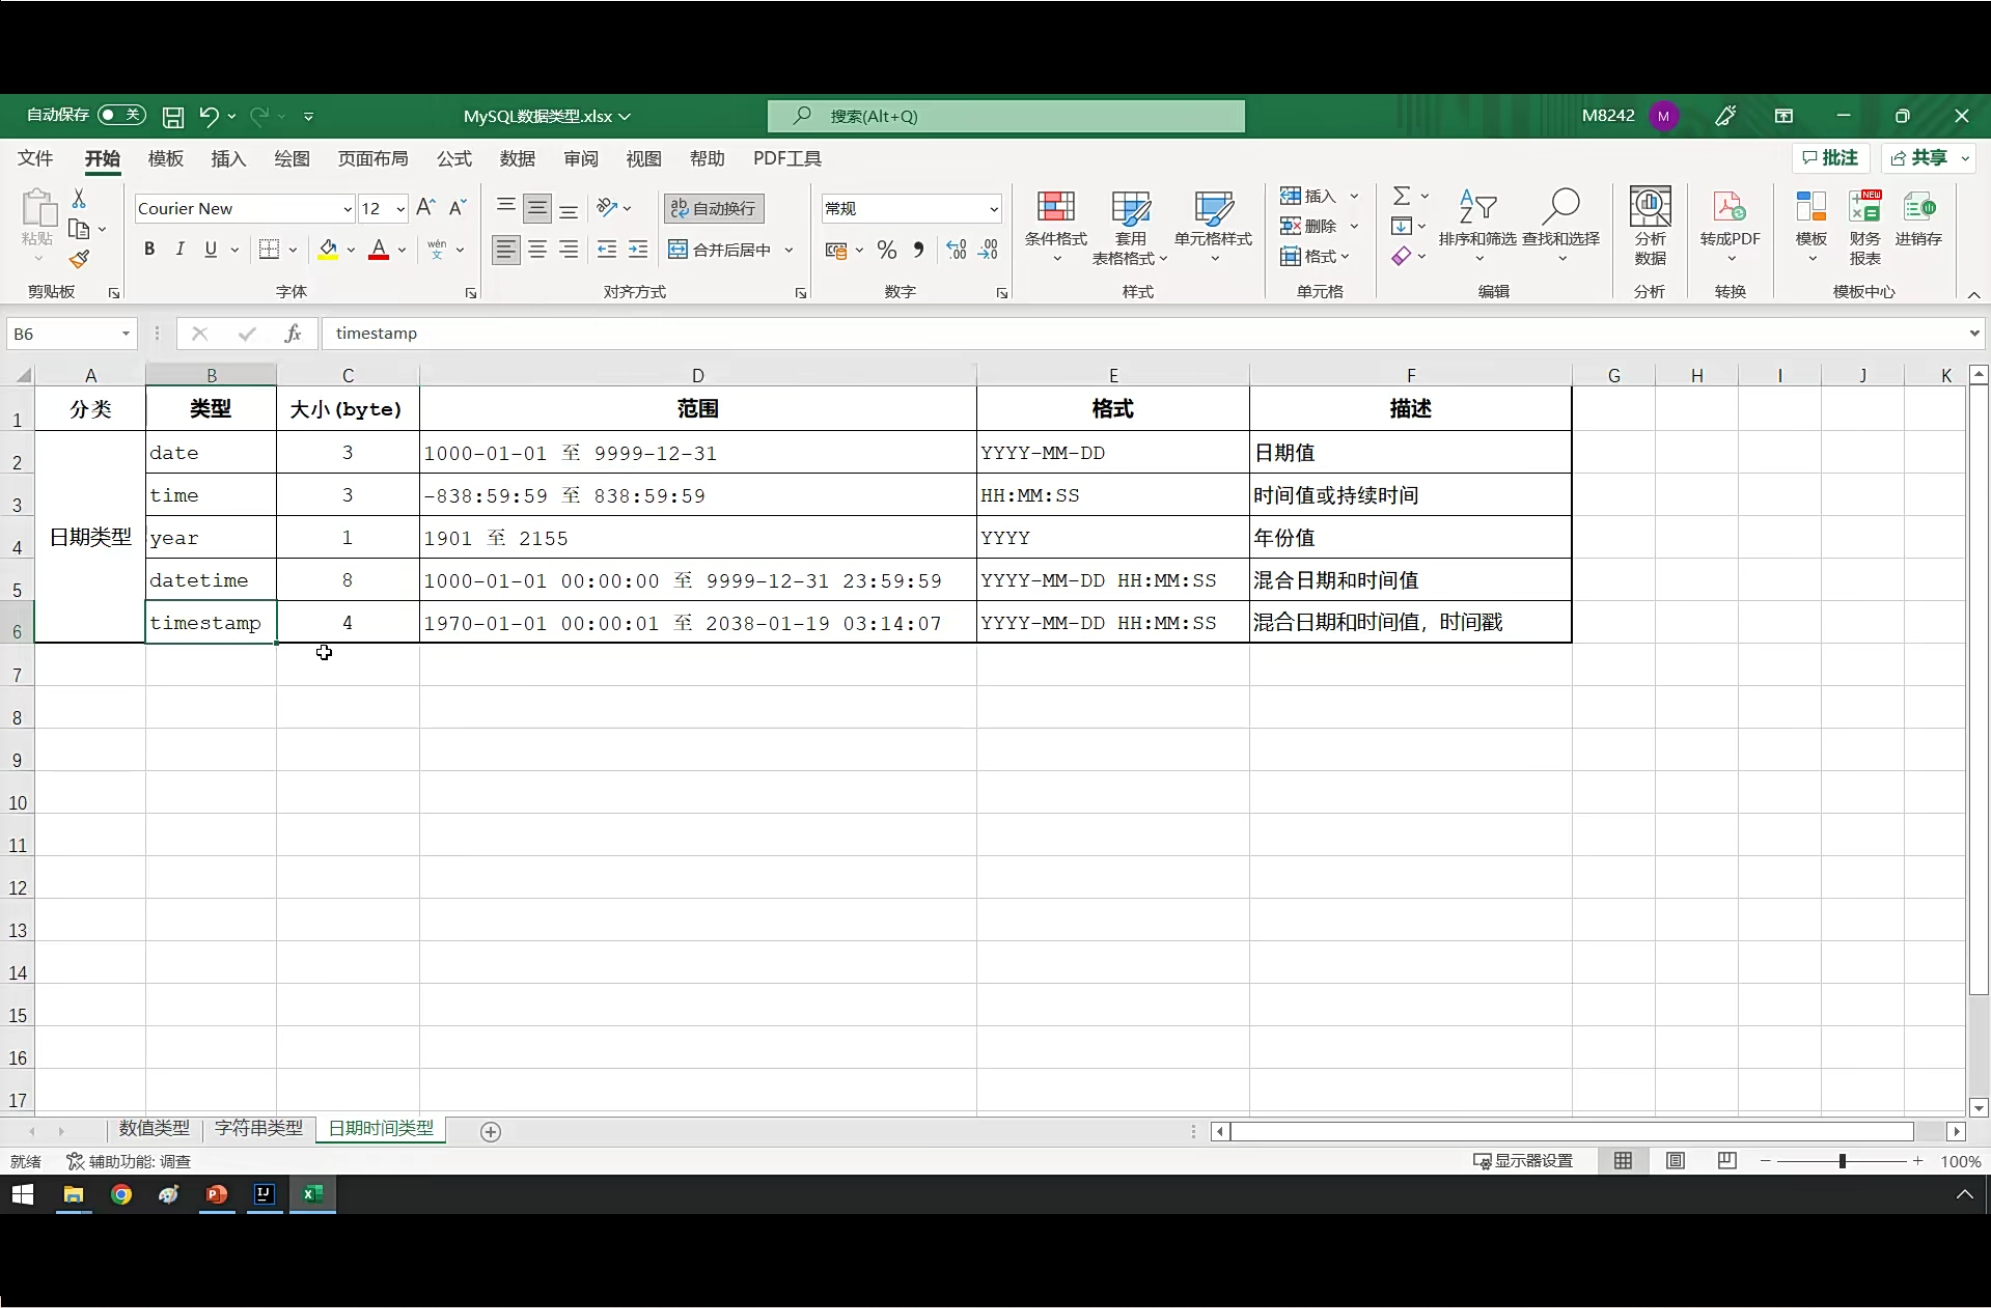 自动保存 关 MySQL数据类型.xlsx 搜索(Alt+Q) M8242 M
文件 开始 模板 插入 绘图 页面布局 公式 数据 审阅 视图 帮助 PDF工具 批注 共享
粘贴 Courier New 12 A A 自动换行 常规 条件格式 套用 表格格式 单元格样式 插入 删除 格式 排序和筛选 查找和选择 分析 数据 转成PDF 模板 财务 报表 进销存
B I U A wén 文 合并后居中 %
剪贴板 字体 对齐方式 数字 样式 单元格 编辑 分析 转换 模板中心
B6 fx timestamp
A B C D E F G H I J K
1 分类 类型 大小(byte) 范围 格式 描述
2 date 3 1000-01-01 至 9999-12-31 YYYY-MM-DD 日期值
3 time 3 -838:59:59 至 838:59:59 HH:MM:SS 时间值或持续时间
4 日期类型 year 1 1901 至 2155 YYYY 年份值
5 datetime 8 1000-01-01 00:00:00 至 9999-12-31 23:59:59 YYYY-MM-DD HH:MM:SS 混合日期和时间值
6 timestamp 4 1970-01-01 00:00:01 至 2038-01-19 03:14:07 YYYY-MM-DD HH:MM:SS 混合日期和时间值，时间戳
7
8
9
10
11
12
13
14
15
16
17
数值类型 字符串类型 日期时间类型
就绪 辅助功能: 调查 显示器设置 100%